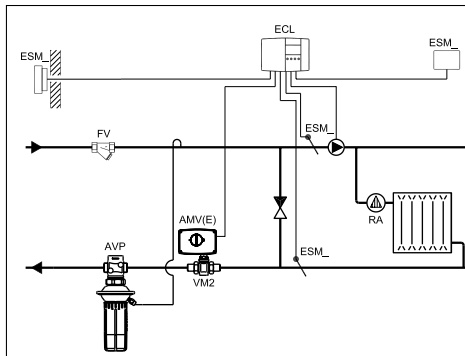 ECL
ESM_
ESM_
FV
ESM_
AMV(E)
RA
AVP
ESM_
VM2